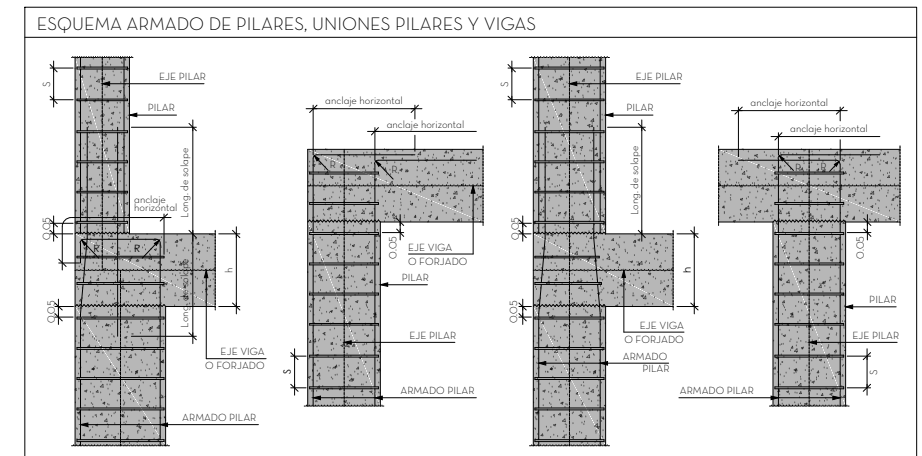 ESQUEMA ARMADO DE PILARES, UNIONES PILARES Y VIGAS
S
EJE PILAR
PILAR
Long. de solape
anclaje
horizontal
0.05
R
R
h
0.05
Long. de solape
EJE VIGA
O FORJADO
ARMADO PILAR
anclaje horizontal
anclaje horizontal
R
R
0.05
EJE VIGA
O FORJADO
PILAR
EJE PILAR
S
ARMADO PILAR
S
EJE PILAR
PILAR
Long. de solape
0.05
h
0.05
EJE VIGA
O FORJADO
ARMADO
PILAR
anclaje horizontal
anclaje horizontal
R
R
0.05
PILAR
EJE PILAR
S
ARMADO PILAR